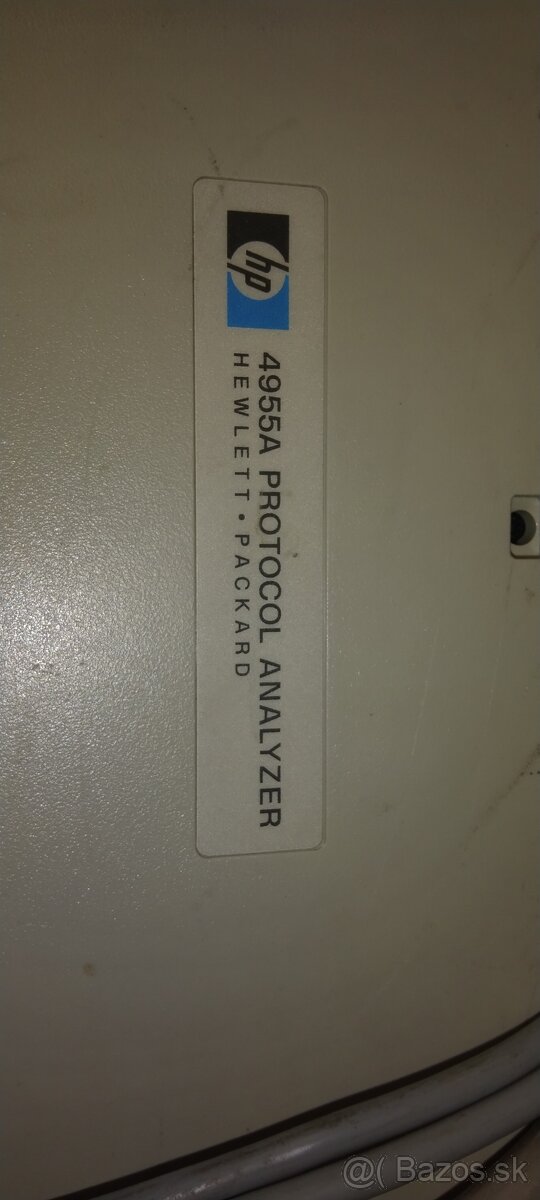 hp
4955A PROTOCOL ANALYZER
HEWLETT • PACKARD
@( Bazos.sk